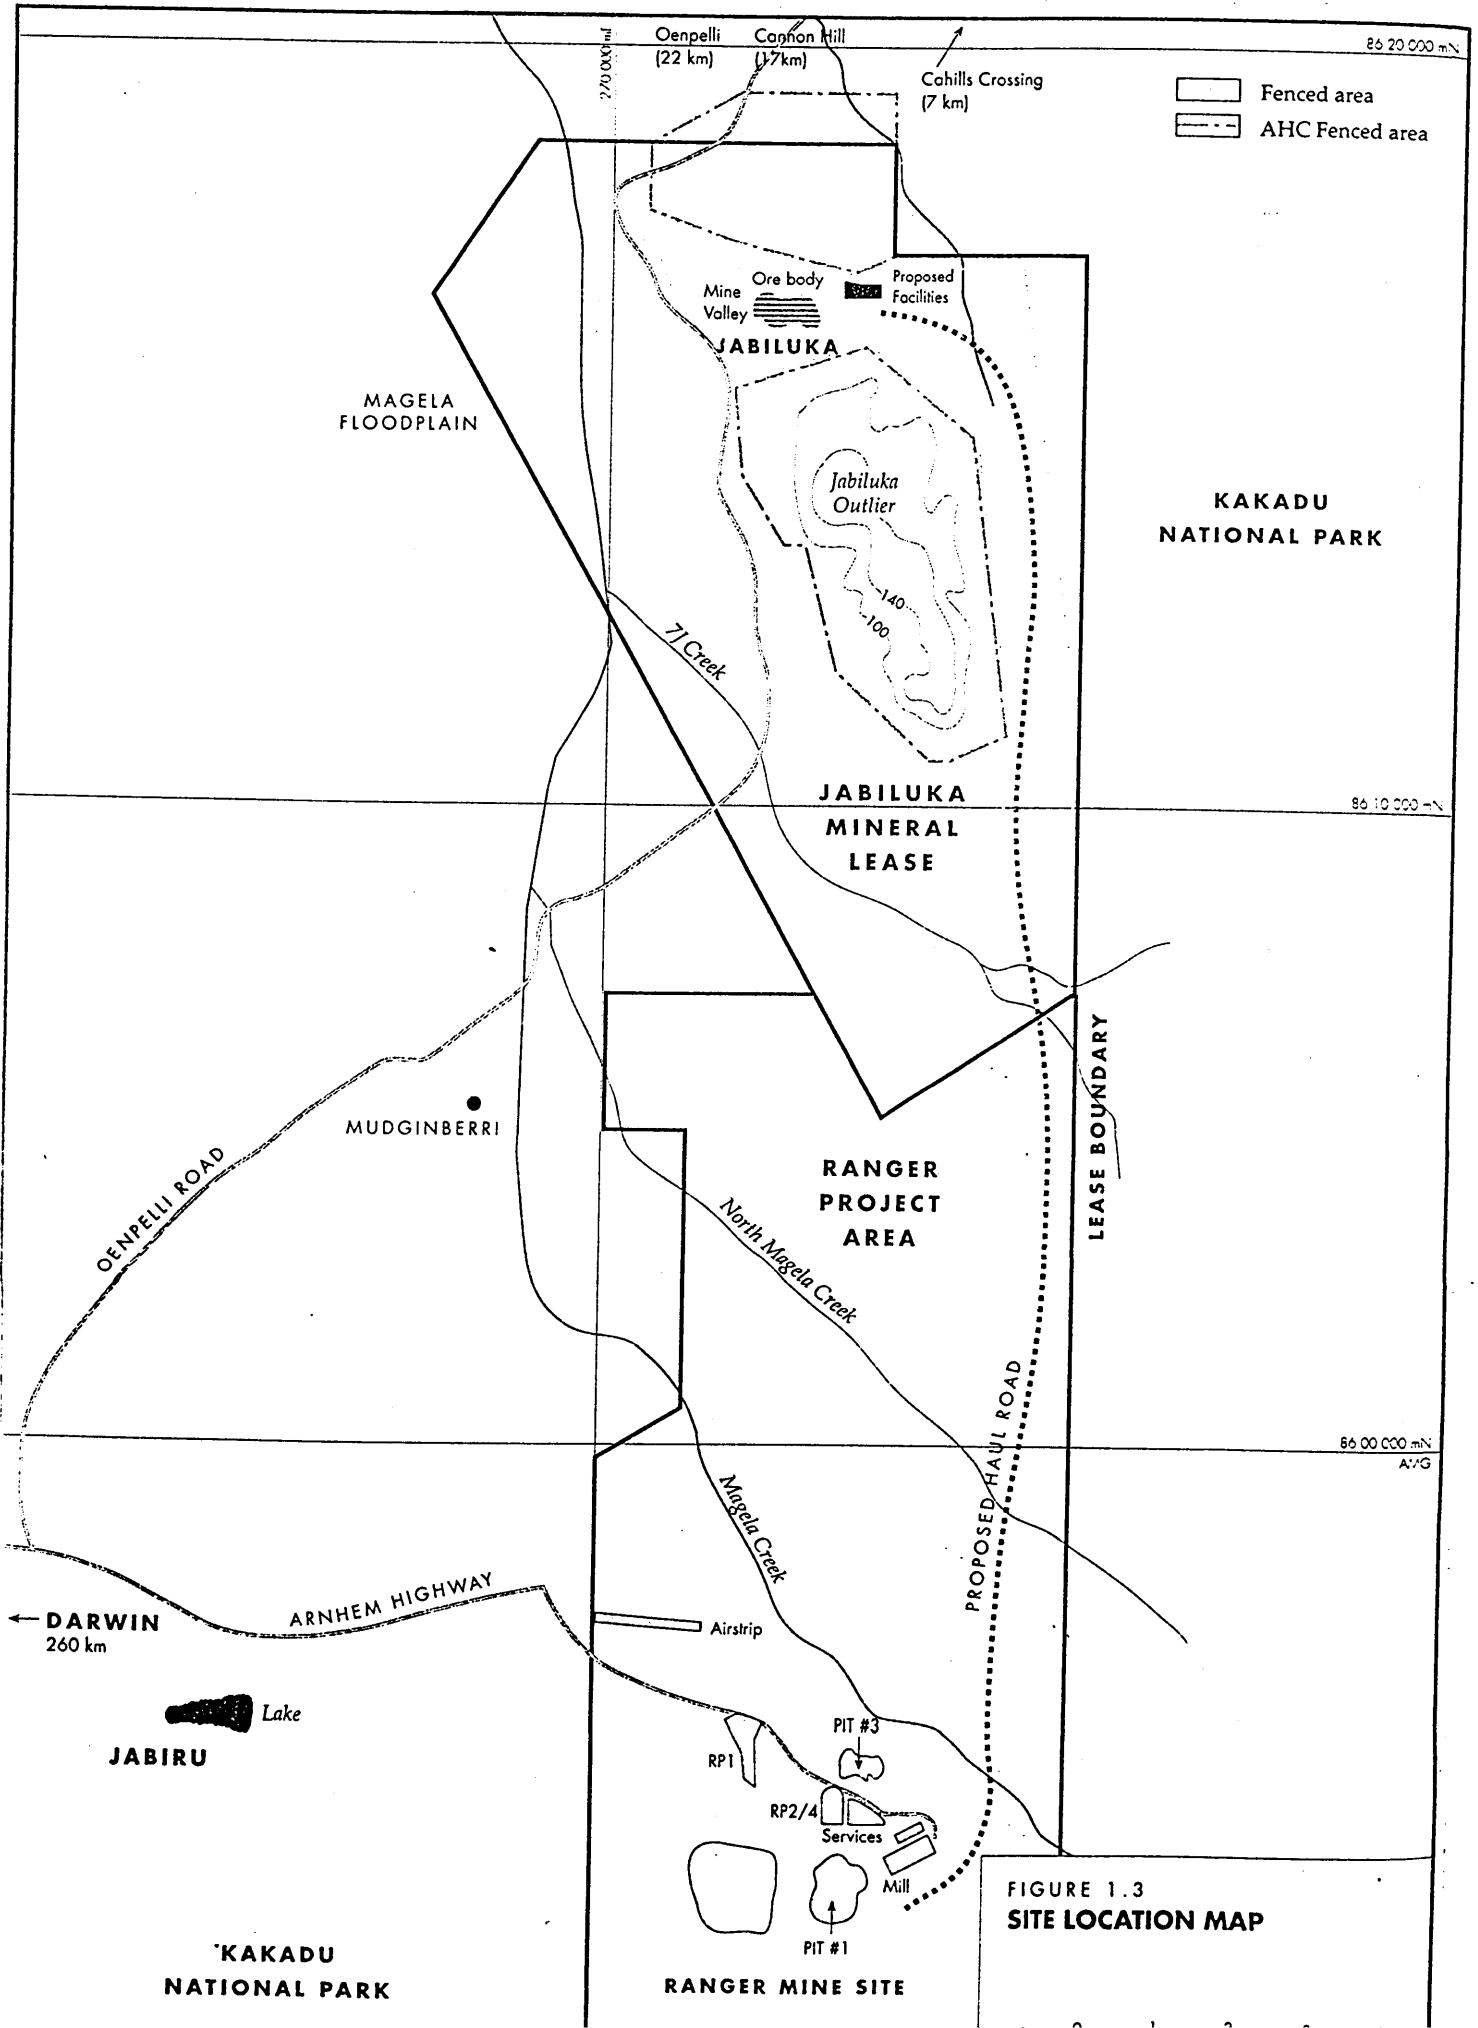 Oenpelli
(22 km)
Cannon Hill
(17km)
86 20 000 mN
270 000 mE
Cahills Crossing
(7 km)
Fenced area
AHC Fenced area
Ore body
Mine
Valley
Proposed
Facilities
JABILUKA
MAGELA
FLOODPLAIN
Jabiluka
Outlier
KAKADU
NATIONAL PARK
140
100
7J Creek
JABILUKA
MINERAL
LEASE
86 10 000 mN
MUDGINBERRI
OENPELLI ROAD
LEASE BOUNDARY
RANGER
PROJECT
AREA
North Magela Creek
PROPOSED HAUL ROAD
86 00 000 mN
AMG
Magela Creek
ARNHEM HIGHWAY
DARWIN
260 km
Airstrip
Lake
JABIRU
PIT #3
RP1
RP2/4
Services
Mill
PIT #1
FIGURE 1.3
SITE LOCATION MAP
KAKADU
NATIONAL PARK
RANGER MINE SITE